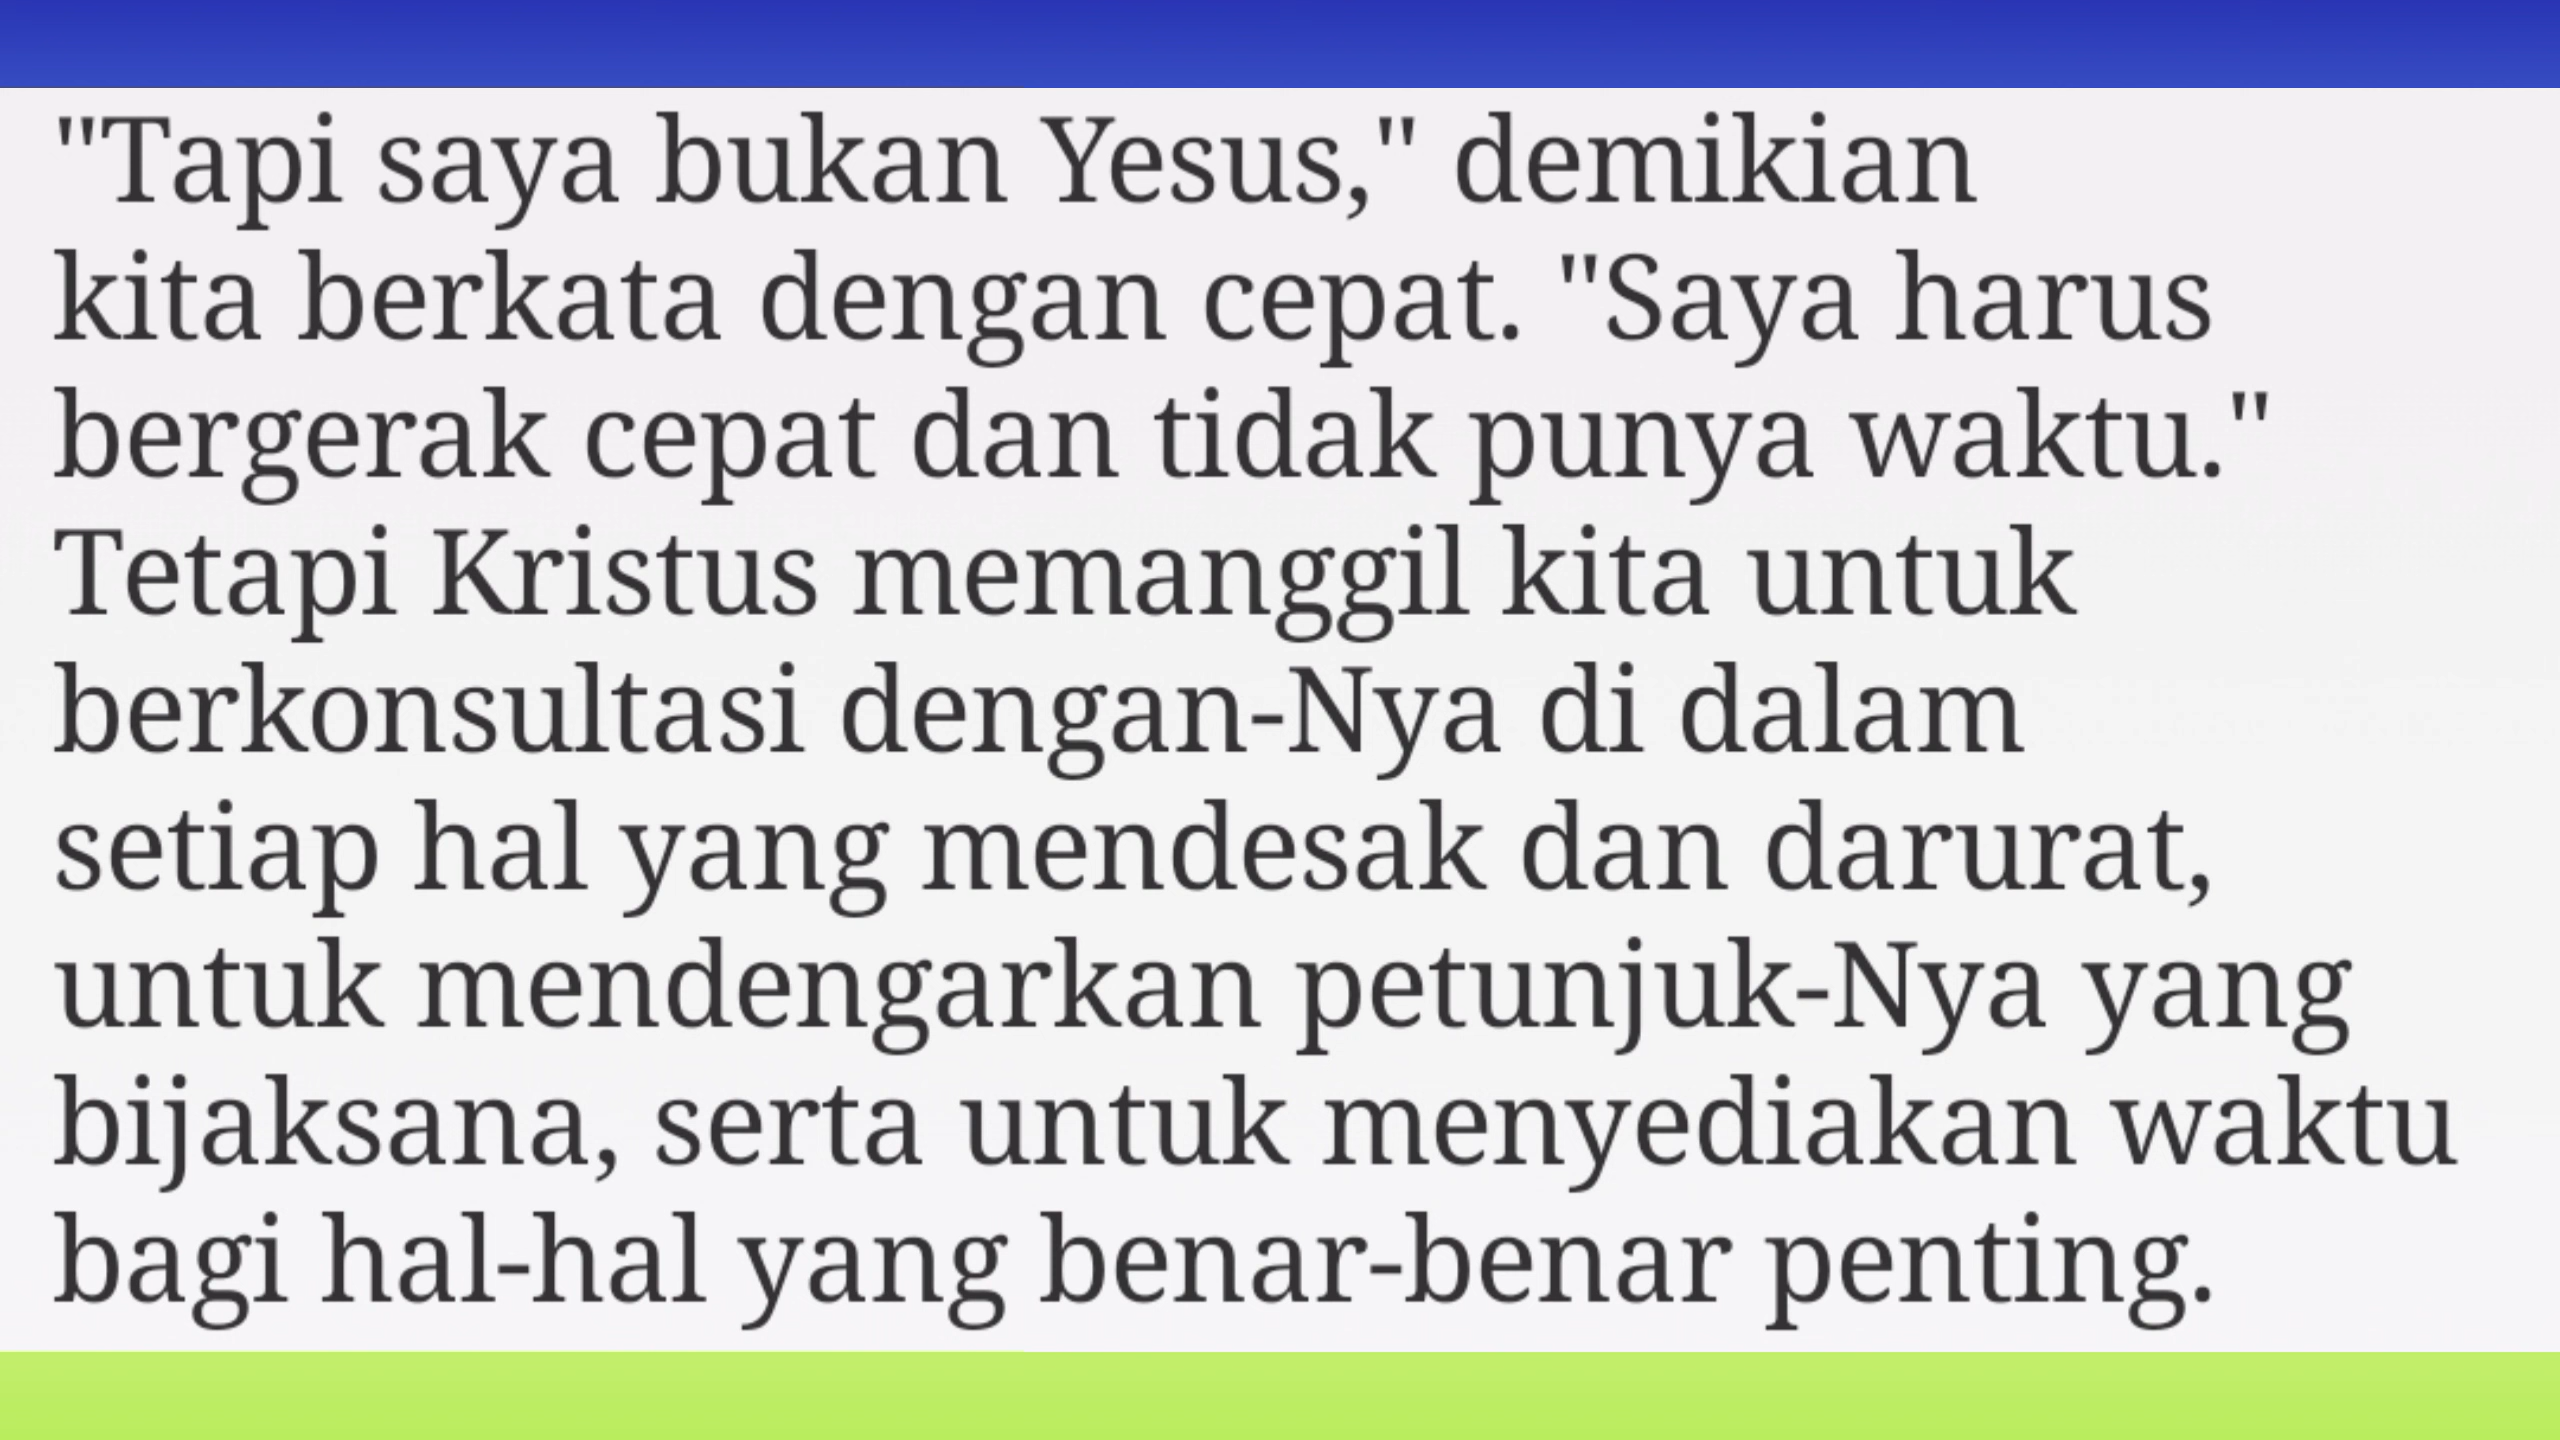 "Tapi saya bukan Yesus," demikian
kita berkata dengan cepat. "Saya harus
bergerak cepat dan tidak punya waktu."
Tetapi Kristus memanggil kita untuk
berkonsultasi dengan-Nya di dalam
setiap hal yang mendesak dan darurat,
untuk mendengarkan petunjuk-Nya yang
bijaksana, serta untuk menyediakan waktu
bagi hal-hal yang benar-benar penting.